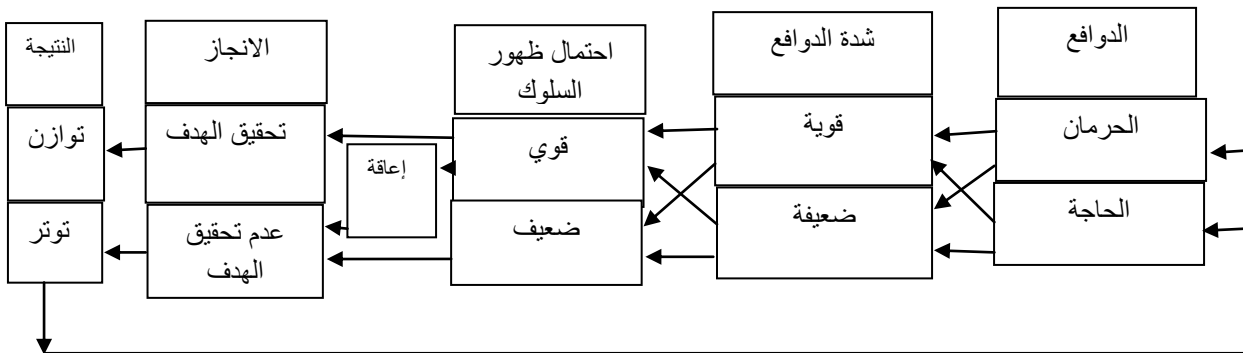 الدوافع
شدة الدوافع
احتمال ظهور
السلوك
الانجاز
النتيجة
الحرمان
قوية
قوي
إعاقة
تحقيق الهدف
توازن
الحاجة
ضعيفة
ضعيف
عدم تحقيق
الهدف
توتر